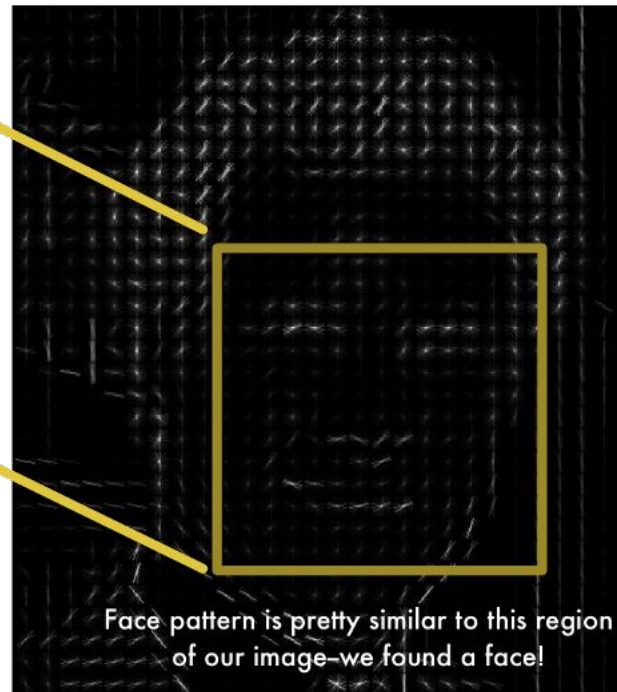 Face pattern is pretty similar to this region
of our image–we found a face!